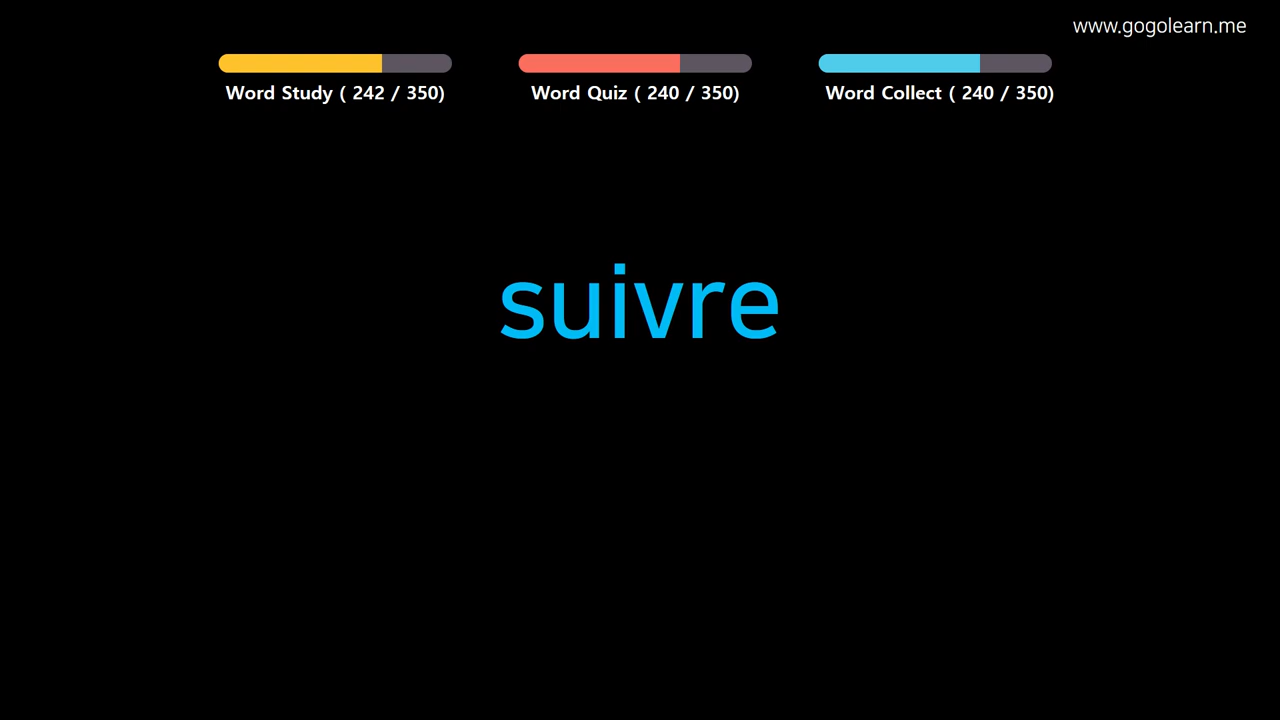 www.gogolearn.me
Word Study ( 242 / 350)
Word Quiz ( 240 / 350)
Word Collect ( 240 / 350)
suivre